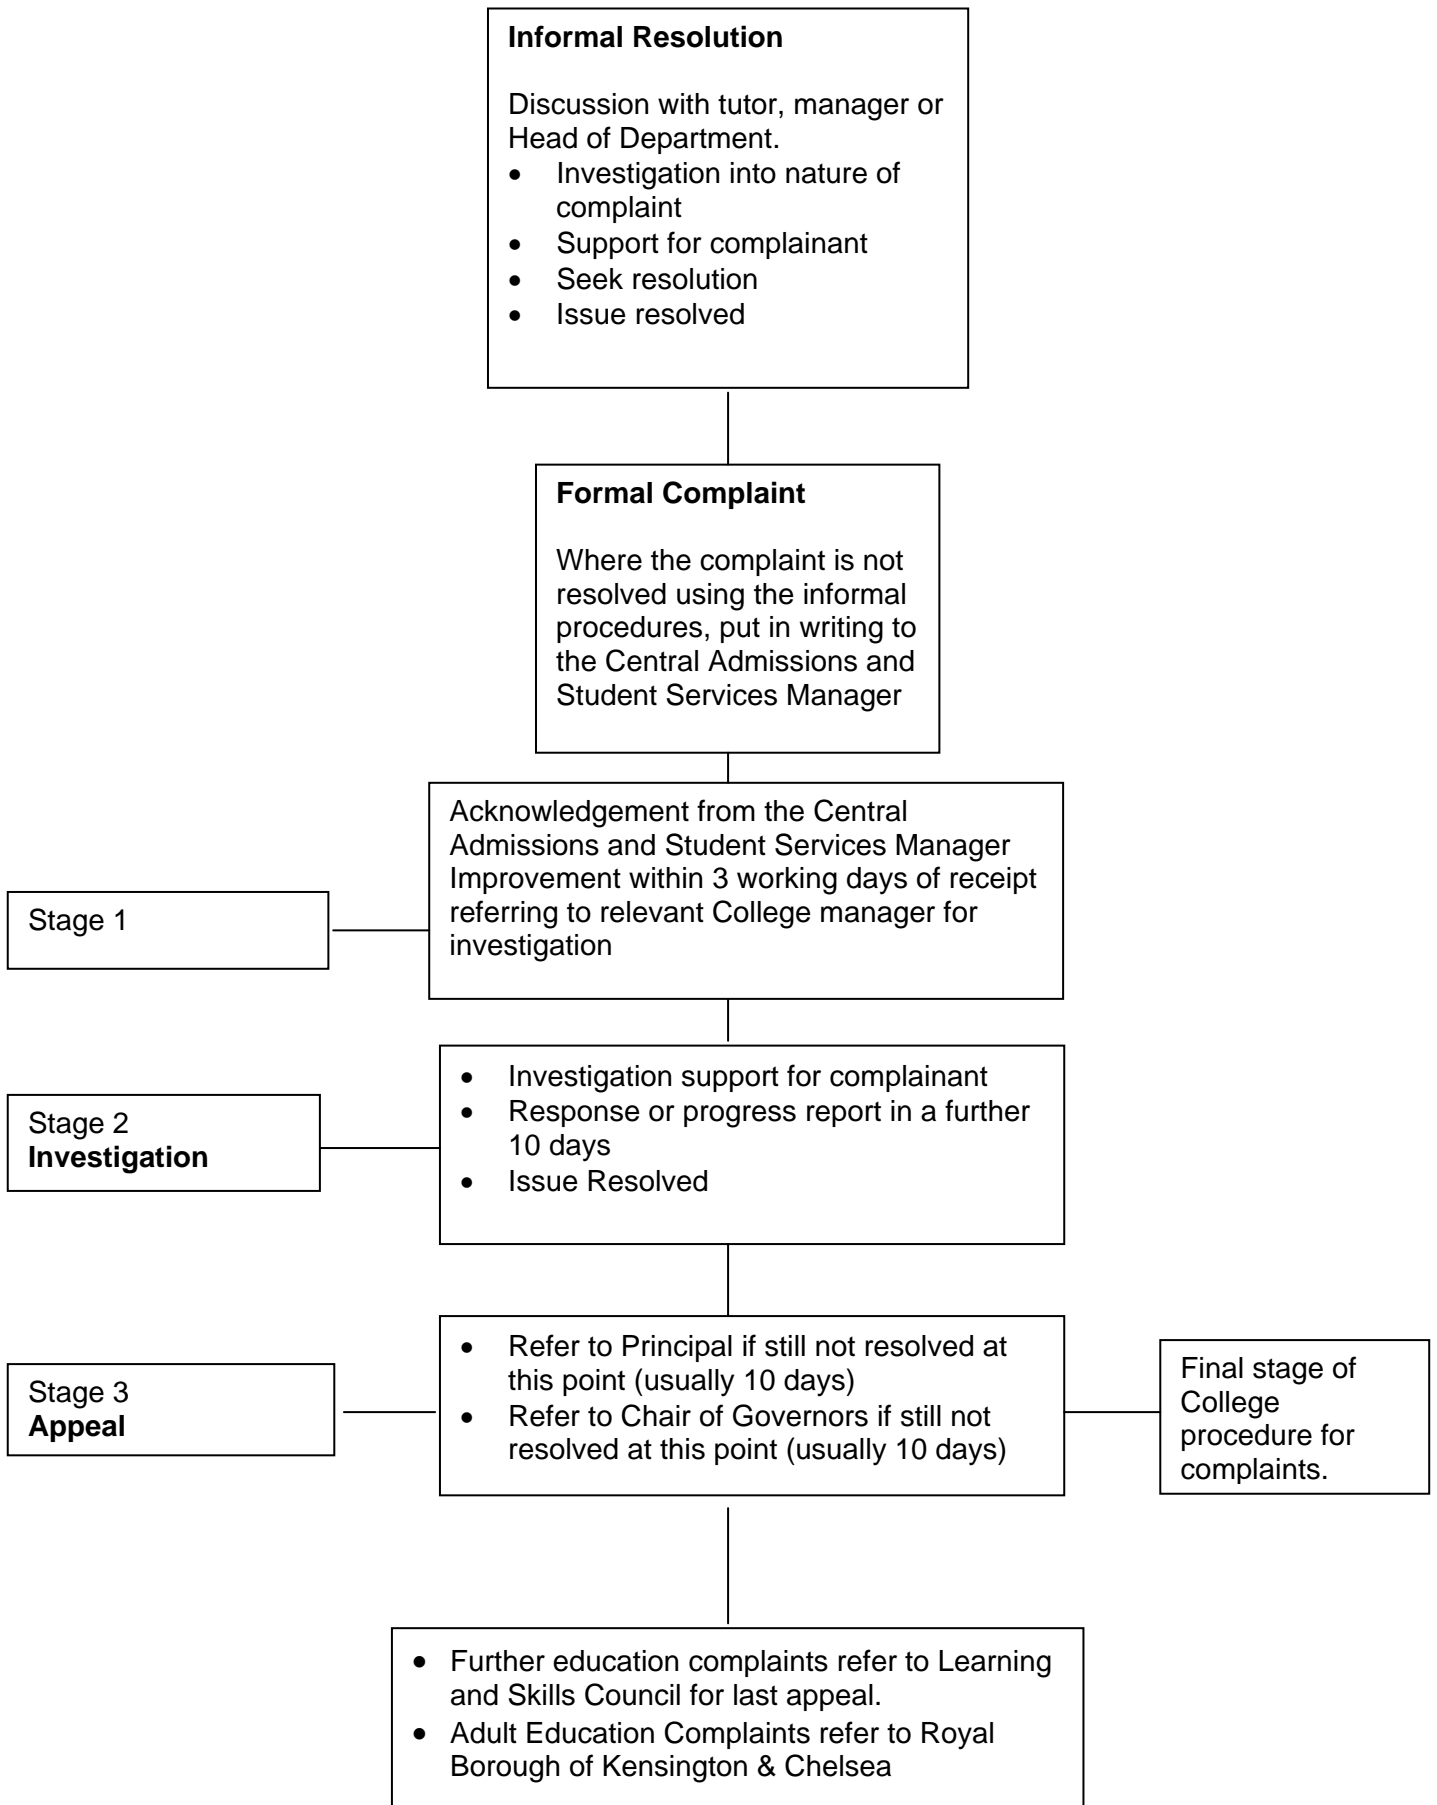 Informal Resolution
Discussion with tutor, manager or
Head of Department.
• Investigation into nature of
complaint
• Support for complainant
• Seek resolution
• Issue resolved
Formal Complaint
Where the complaint is not
resolved using the informal
procedures, put in writing to
the Central Admissions and
Student Services Manager
Stage 1
Acknowledgement from the Central
Admissions and Student Services Manager
Improvement within 3 working days of receipt
referring to relevant College manager for
investigation
Stage 2
Investigation
• Investigation support for complainant
• Response or progress report in a further
10 days
• Issue Resolved
Stage 3
Appeal
• Refer to Principal if still not resolved at
this point (usually 10 days)
• Refer to Chair of Governors if still not
resolved at this point (usually 10 days)
Final stage of
College
procedure for
complaints.
• Further education complaints refer to Learning
and Skills Council for last appeal.
• Adult Education Complaints refer to Royal
Borough of Kensington & Chelsea